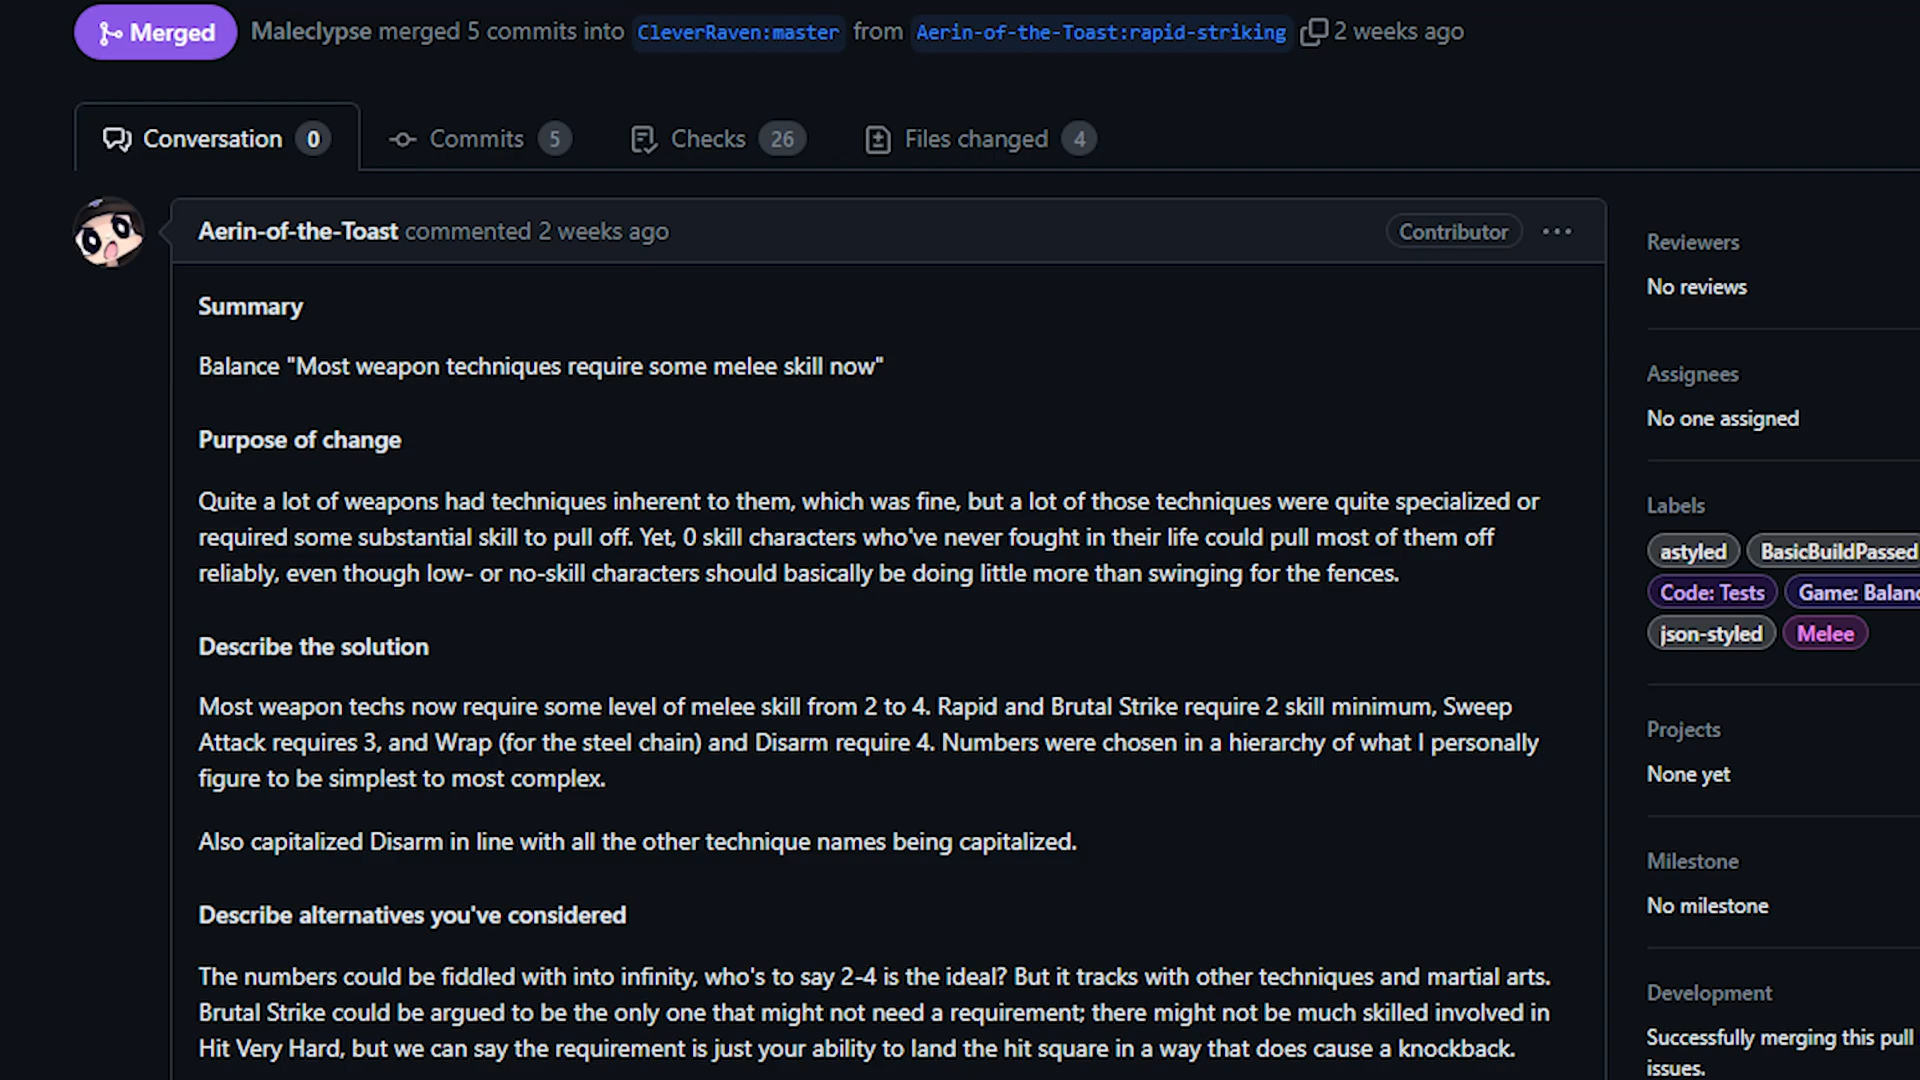 Merged Maleclypse merged 5 commits into CleverRaven:master from Aerin-of-the-Toast:rapid-striking 2 weeks ago
Conversation 0 Commits 5 Checks 26 Files changed 4
Aerin-of-the-Toast commented 2 weeks ago Contributor ...
Summary
Balance "Most weapon techniques require some melee skill now"
Purpose of change
Quite a lot of weapons had techniques inherent to them, which was fine, but a lot of those techniques were quite specialized or
required some substantial skill to pull off. Yet, 0 skill characters who've never fought in their life could pull most of them off
reliably, even though low- or no-skill characters should basically be doing little more than swinging for the fences.
Describe the solution
Most weapon techs now require some level of melee skill from 2 to 4. Rapid and Brutal Strike require 2 skill minimum, Sweep
Attack requires 3, and Wrap (for the steel chain) and Disarm require 4. Numbers were chosen in a hierarchy of what I personally
figure to be simplest to most complex.
Also capitalized Disarm in line with all the other technique names being capitalized.
Describe alternatives you've considered
The numbers could be fiddled with into infinity, who's to say 2-4 is the ideal? But it tracks with other techniques and martial arts.
Brutal Strike could be argued to be the only one that might not need a requirement; there might not be much skilled involved in
Hit Very Hard, but we can say the requirement is just your ability to land the hit square in a way that does cause a knockback.
Reviewers
No reviews
Assignees
No one assigned
Labels
astyled BasicBuildPassed
Code: Tests Game: Balanc
json-styled Melee
Projects
None yet
Milestone
No milestone
Development
Successfully merging this pull
issues.